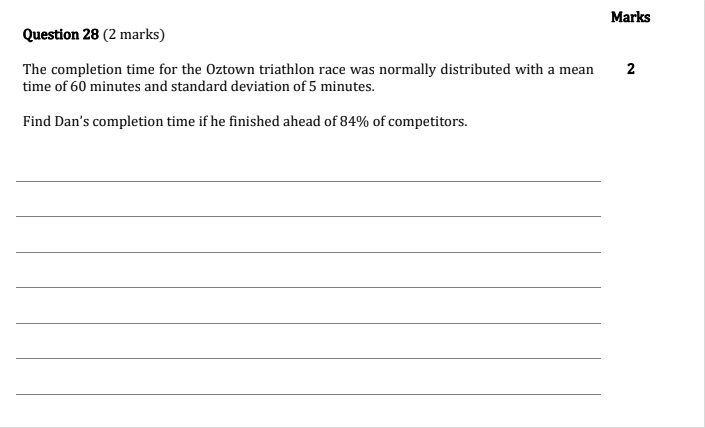 Marks
Question 28 (2 marks)
The completion time for the Oztown triathlon race was normally distributed with a mean 2
time of 60 minutes and standard deviation of 5 minutes.
Find Dan's completion time if he finished ahead of 84% of competitors.